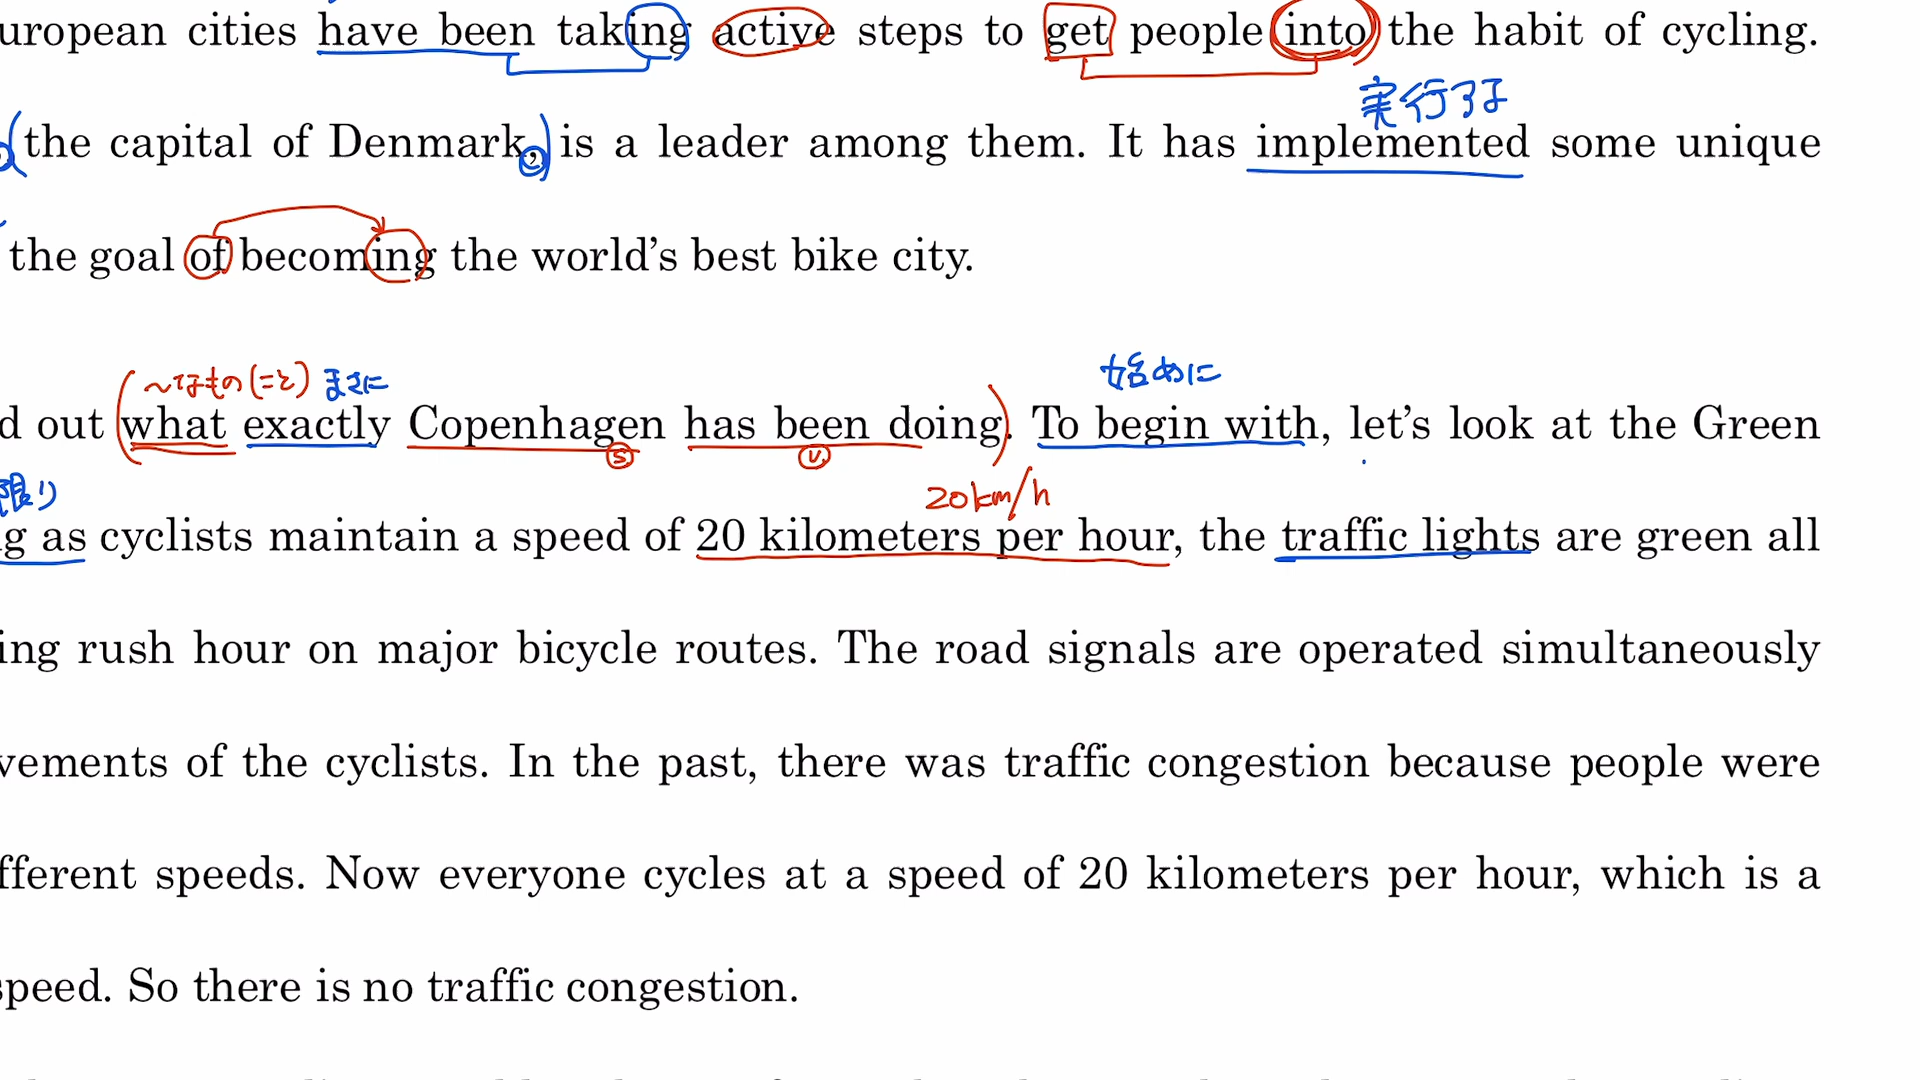 uropean cities have been taking active steps to get people into the habit of cycling.
実行する
the capital of Denmark, is a leader among them. It has implemented some unique
the goal of becoming the world's best bike city.
〜なもの(こと) まさに 始めに
d out (what exactly Copenhagen has been doing). To begin with, let's look at the Green
S V
限り 20km/h
g as cyclists maintain a speed of 20 kilometers per hour, the traffic lights are green all
ing rush hour on major bicycle routes. The road signals are operated simultaneously
vements of the cyclists. In the past, there was traffic congestion because people were
fferent speeds. Now everyone cycles at a speed of 20 kilometers per hour, which is a
speed. So there is no traffic congestion.